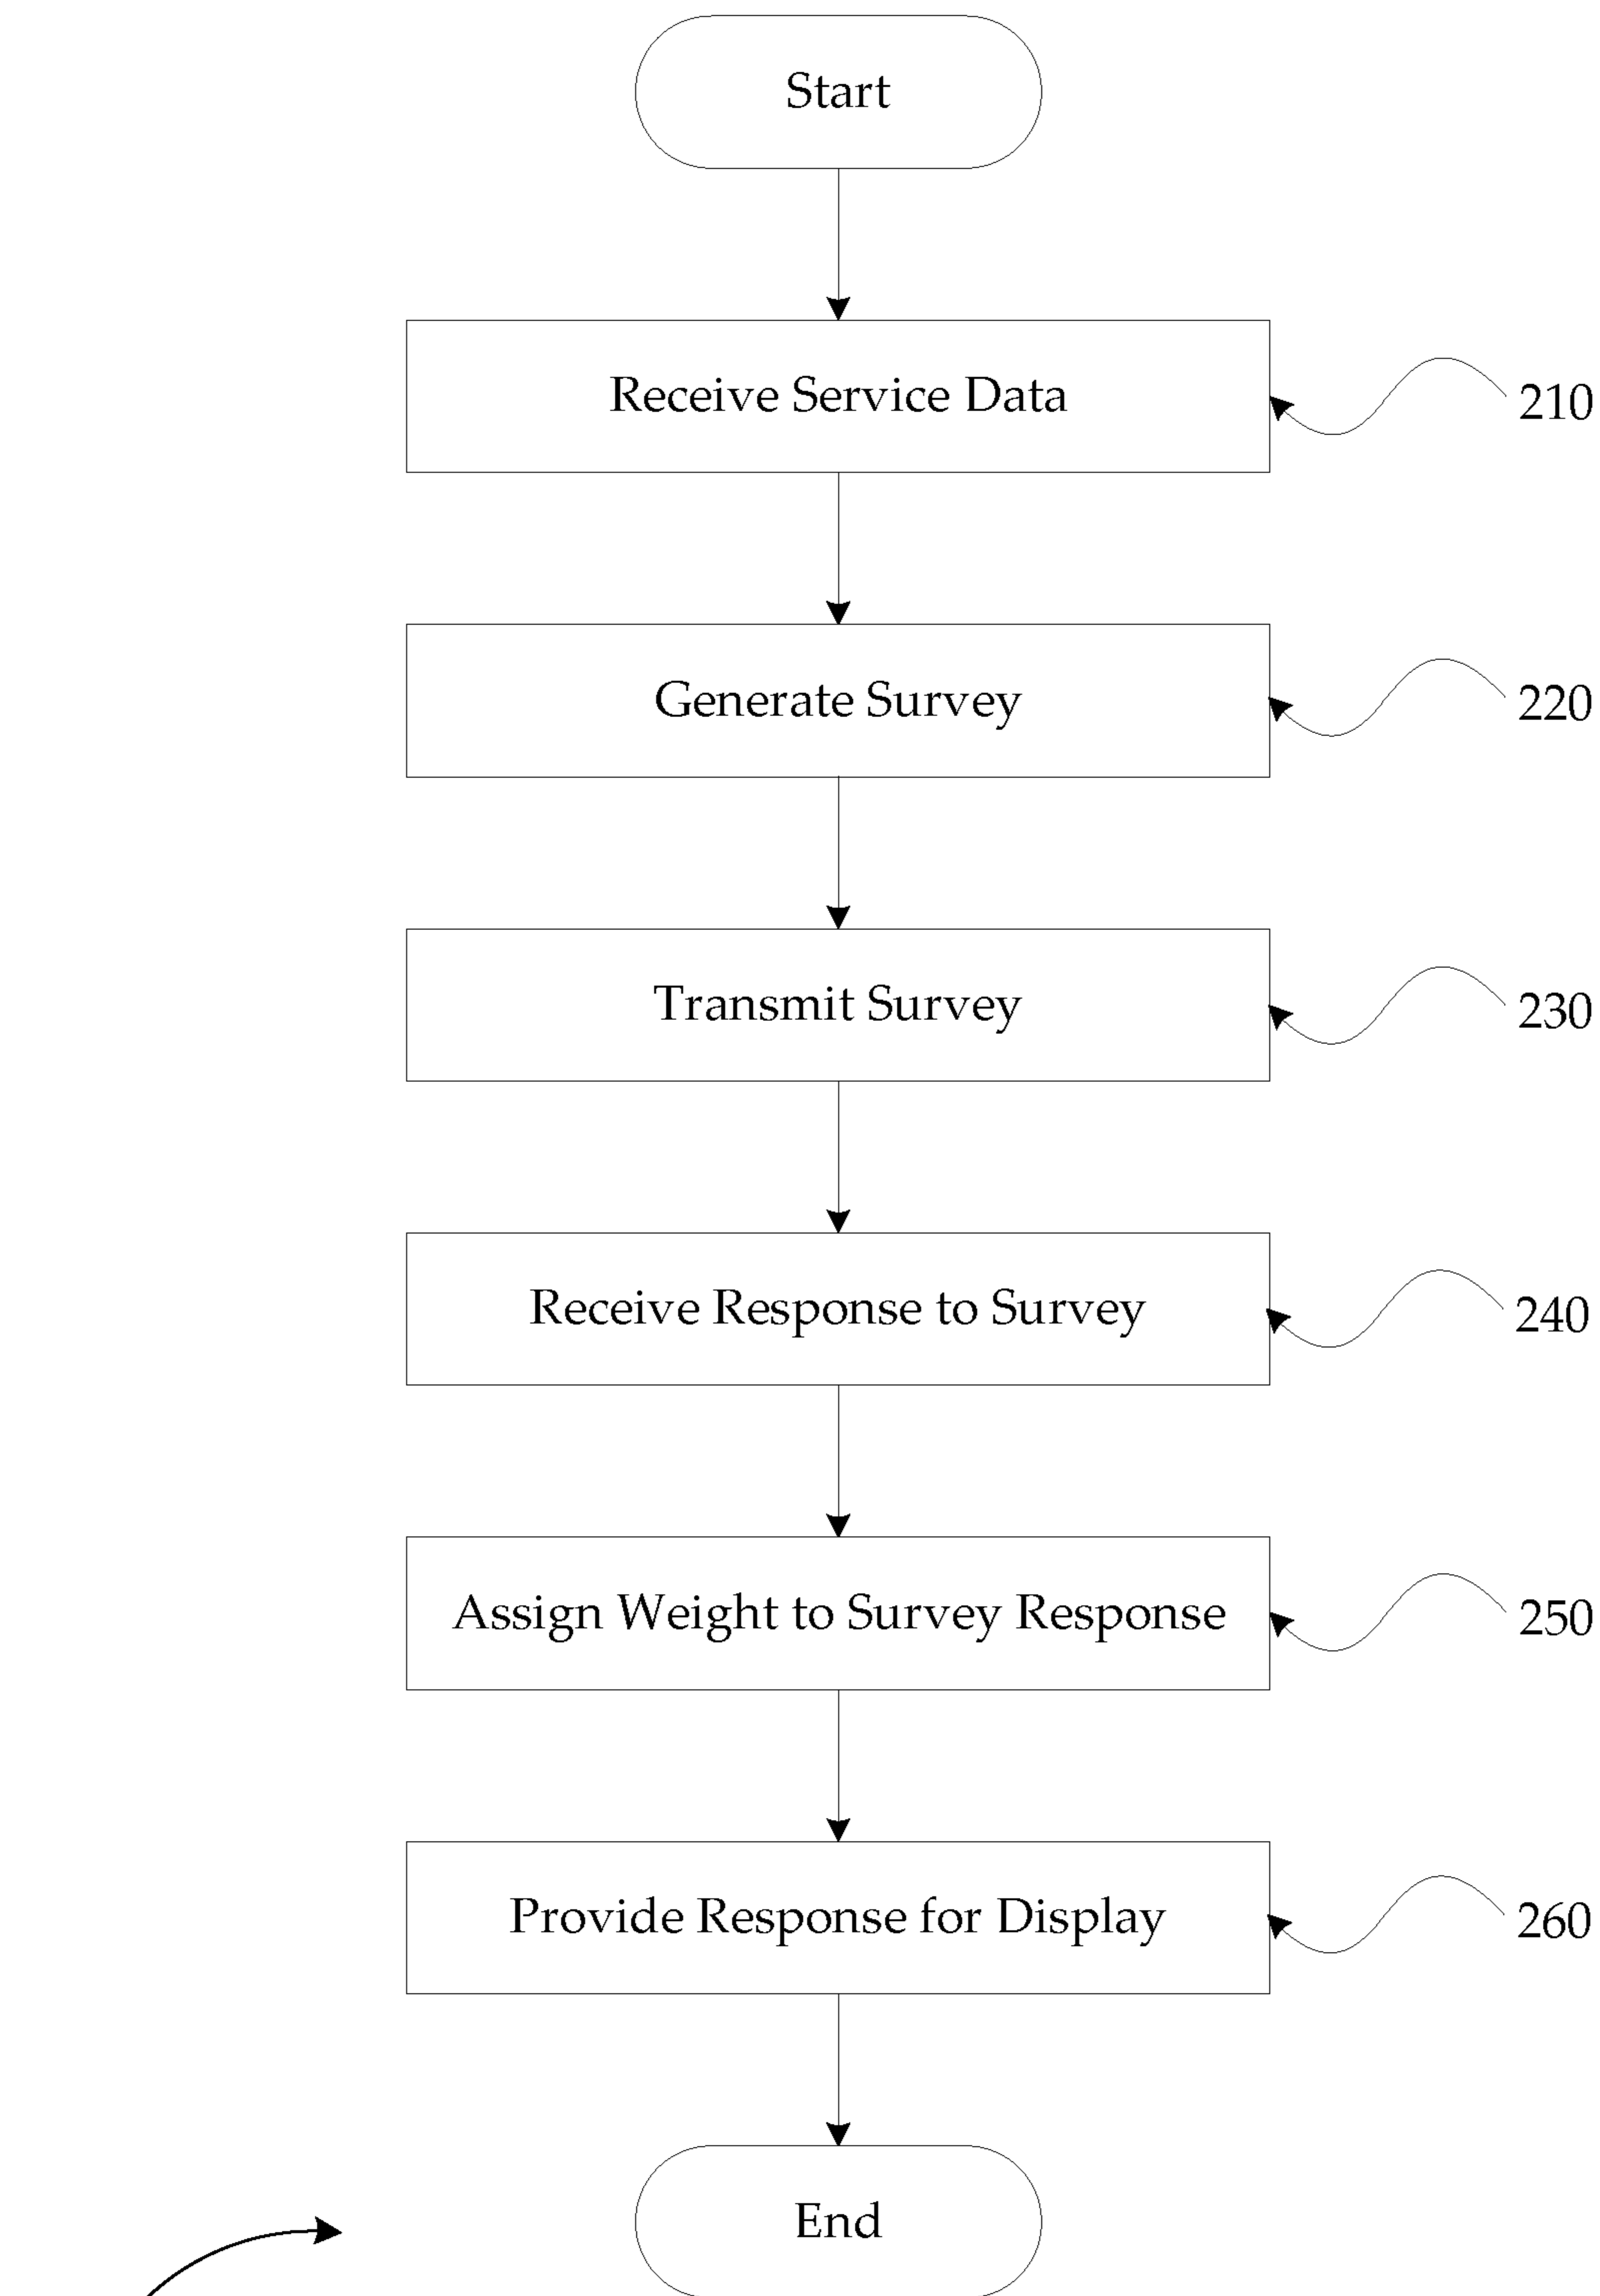 Start
Receive Service Data
210
Generate Survey
220
Transmit Survey
230
Receive Response to Survey
240
Assign Weight to Survey Response
250
Provide Response for Display
260
End